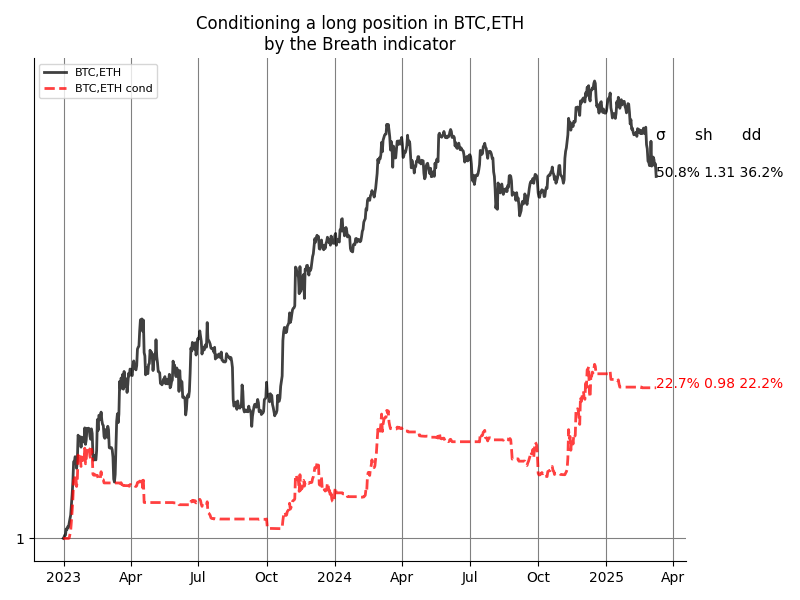 Conditioning a long position in BTC,ETH
by the Breath indicator
BTC,ETH
BTC,ETH cond
σ sh dd
50.8% 1.31 36.2%
22.7% 0.98 22.2%
1
2023 Apr Jul Oct 2024 Apr Jul Oct 2025 Apr